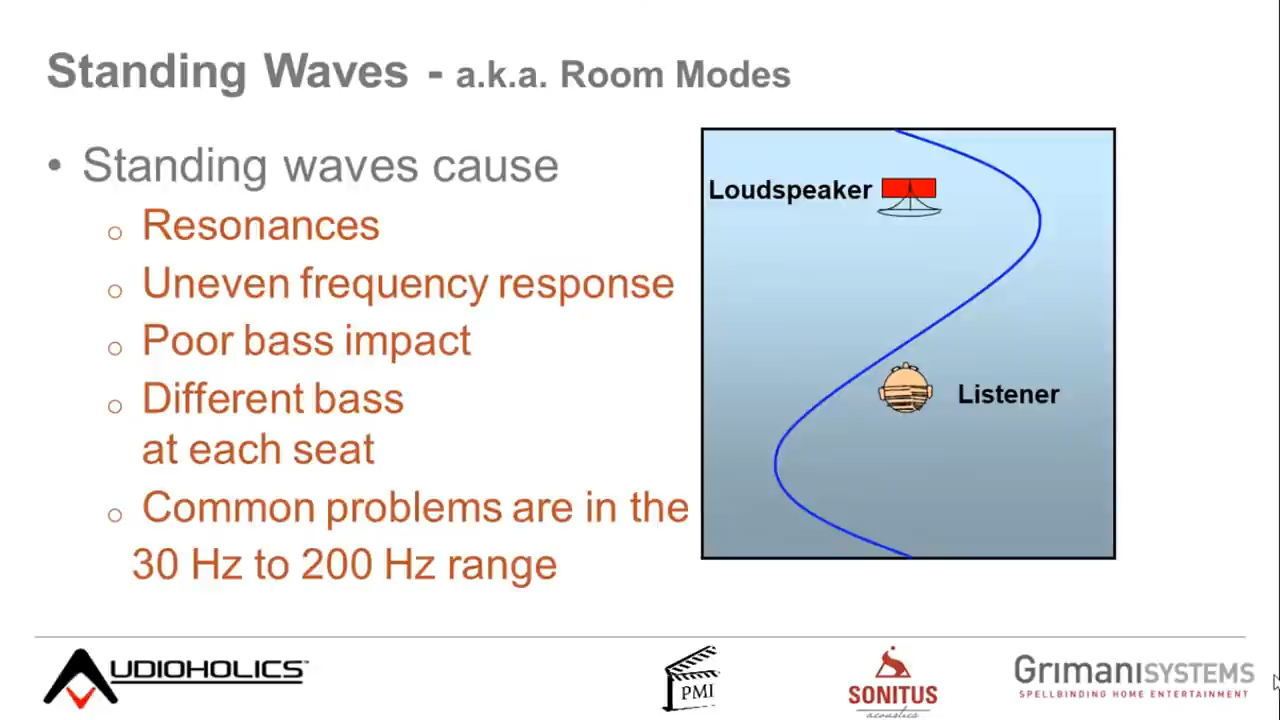 Standing Waves - a.k.a. Room Modes
• Standing waves cause
o Resonances
o Uneven frequency response
o Poor bass impact
o Different bass
at each seat
o Common problems are in the
30 Hz to 200 Hz range
Loudspeaker
Listener
AUDIOHOLICS™
PMI
SONITUS
acoustics
GRIMANISYSTEMS
SPELLBINDING HOME ENTERTAINMENT